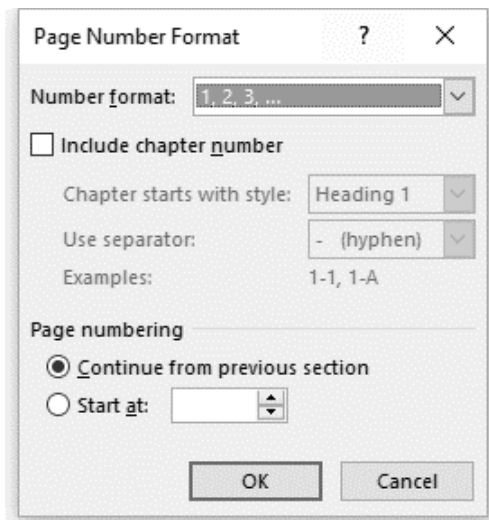 Page Number Format ?
Number format: 1, 2, 3, ...
Include chapter number
Chapter starts with style: Heading 1
Use separator: - (hyphen)
Examples: 1-1, 1-A
Page numbering
Continue from previous section
Start at:
OK Cancel